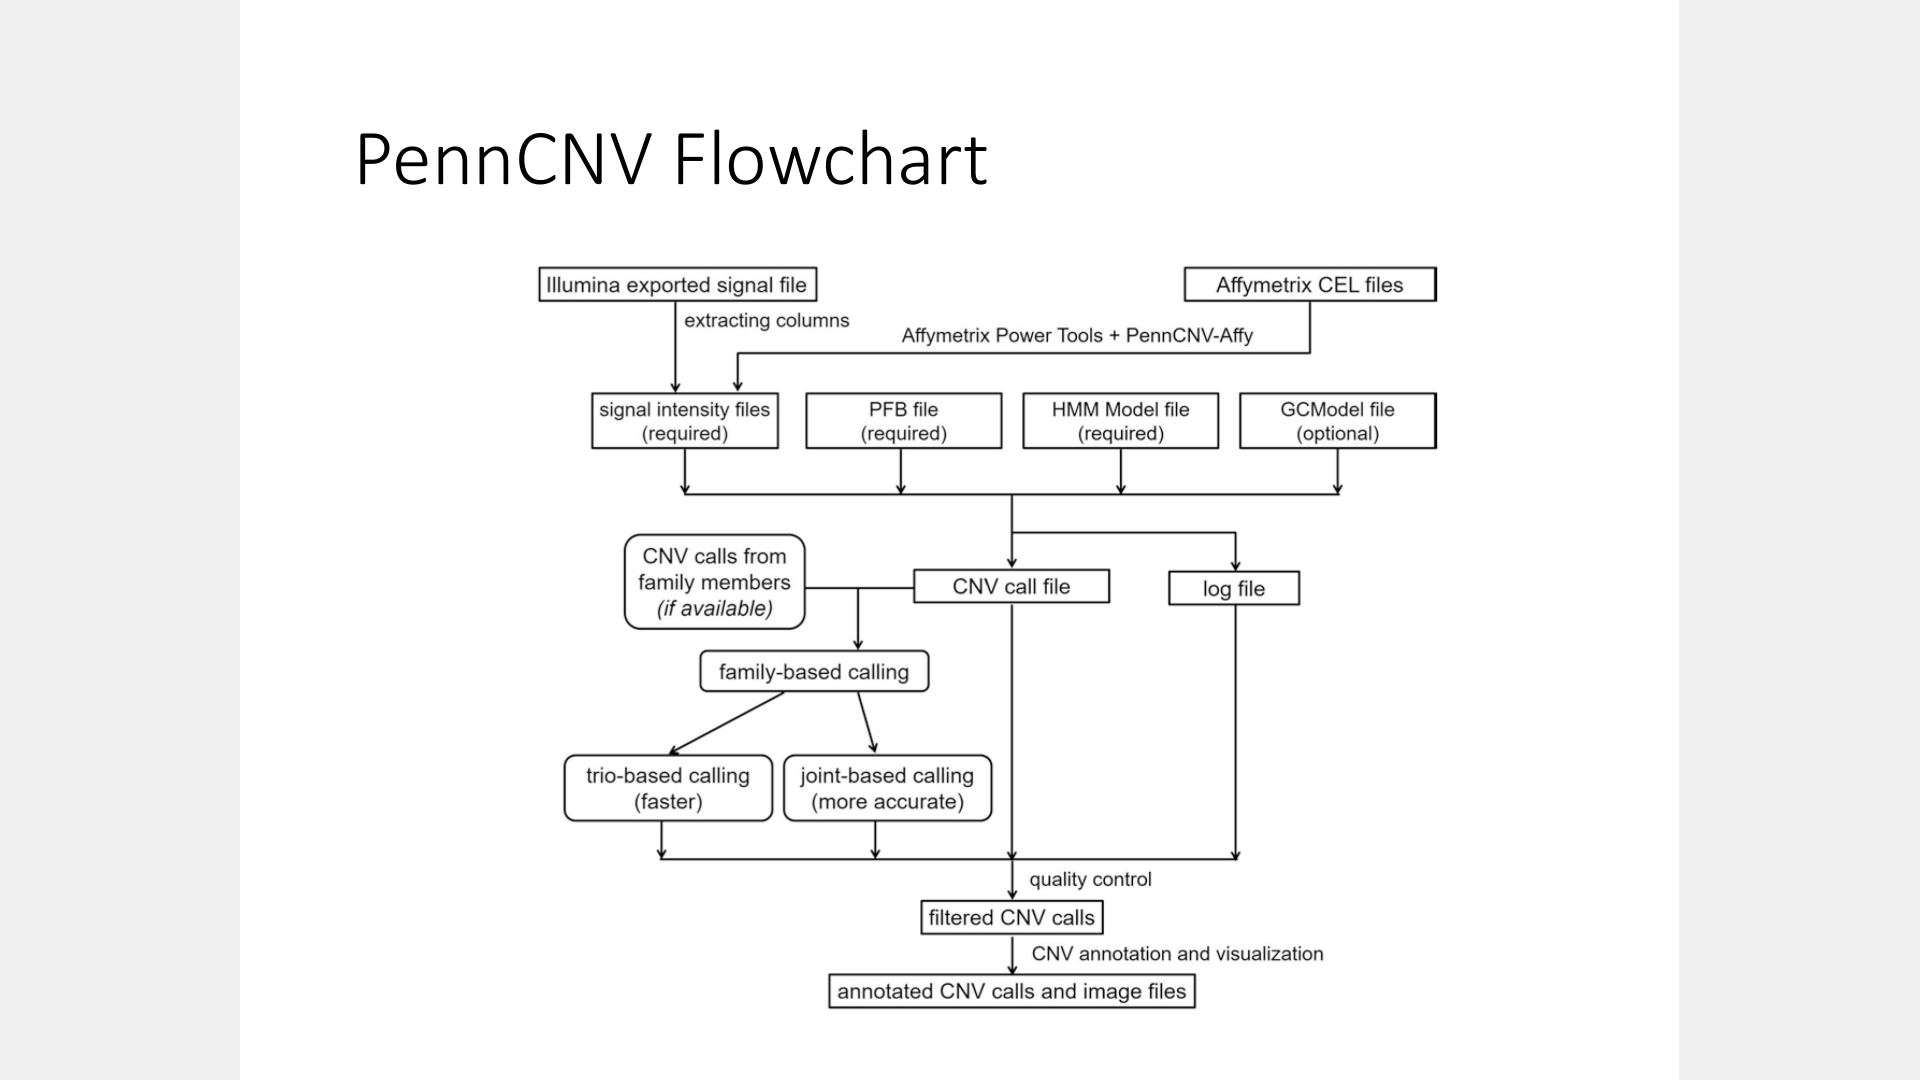 PennCNV Flowchart
Illumina exported signal file
Affymetrix CEL files
extracting columns
Affymetrix Power Tools + PennCNV-Affy
signal intensity files
(required)
PFB file
(required)
HMM Model file
(required)
GCModel file
(optional)
CNV calls from
family members
(if available)
CNV call file
log file
family-based calling
trio-based calling
(faster)
joint-based calling
(more accurate)
quality control
filtered CNV calls
CNV annotation and visualization
annotated CNV calls and image files